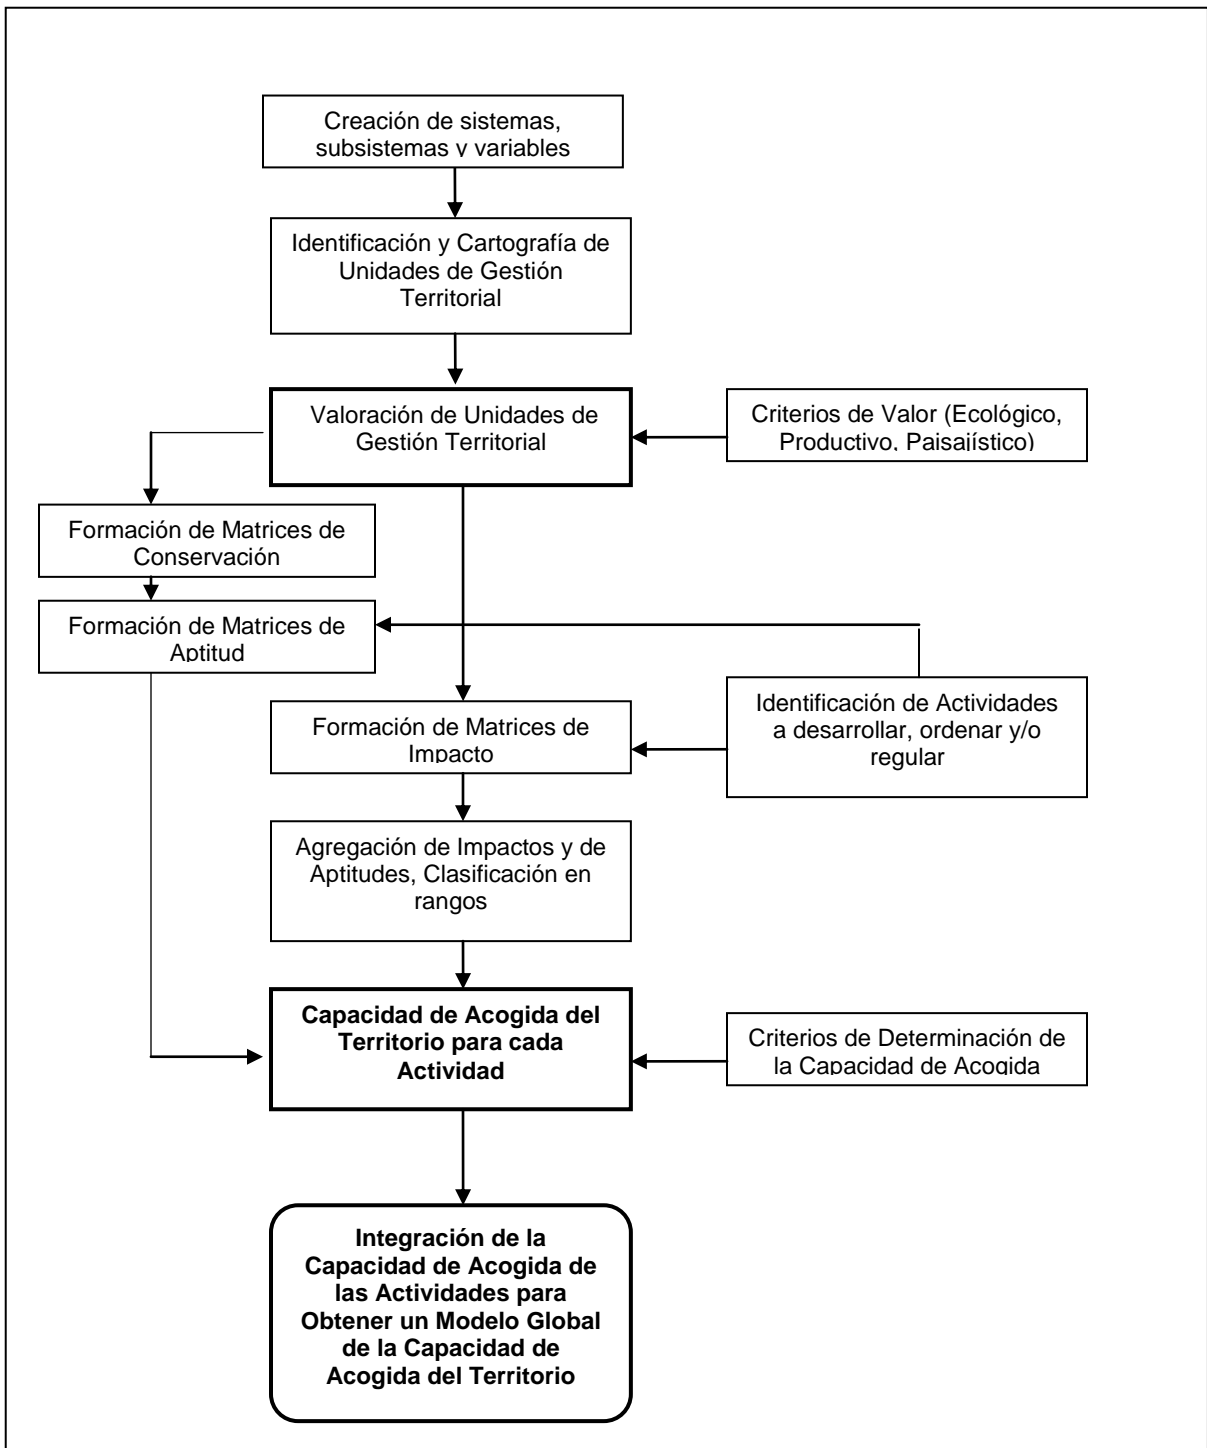 Creación de sistemas,
subsistemas y variables
Identificación y Cartografía de
Unidades de Gestión
Territorial
Valoración de Unidades de
Gestión Territorial
Criterios de Valor (Ecológico,
Productivo, Paisajístico)
Formación de Matrices de
Conservación
Formación de Matrices de
Aptitud
Identificación de Actividades
a desarrollar, ordenar y/o
regular
Formación de Matrices de
Impacto
Agregación de Impactos y de
Aptitudes, Clasificación en
rangos
Capacidad de Acogida del
Territorio para cada
Actividad
Criterios de Determinación de
la Capacidad de Acogida
Integración de la
Capacidad de Acogida de
las Actividades para
Obtener un Modelo Global
de la Capacidad de
Acogida del Territorio